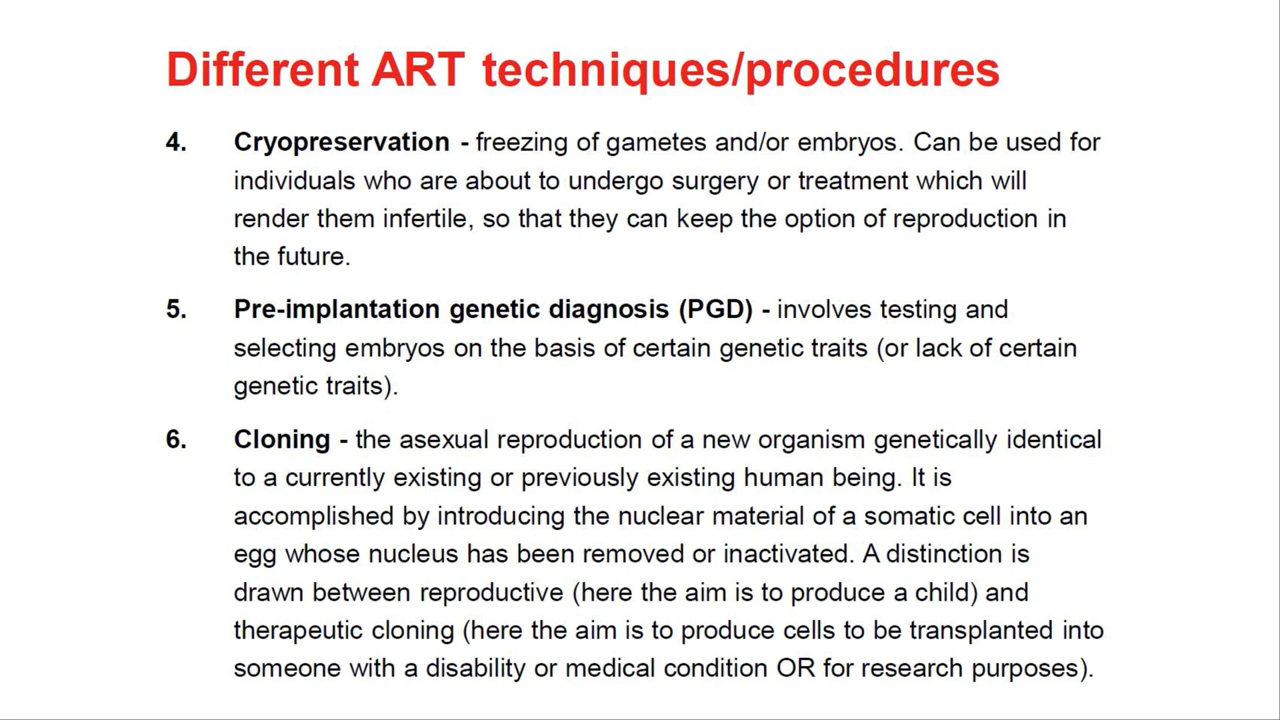 Different ART techniques/procedures
4. Cryopreservation - freezing of gametes and/or embryos. Can be used for
individuals who are about to undergo surgery or treatment which will
render them infertile, so that they can keep the option of reproduction in
the future.
5. Pre-implantation genetic diagnosis (PGD) - involves testing and
selecting embryos on the basis of certain genetic traits (or lack of certain
genetic traits).
6. Cloning - the asexual reproduction of a new organism genetically identical
to a currently existing or previously existing human being. It is
accomplished by introducing the nuclear material of a somatic cell into an
egg whose nucleus has been removed or inactivated. A distinction is
drawn between reproductive (here the aim is to produce a child) and
therapeutic cloning (here the aim is to produce cells to be transplanted into
someone with a disability or medical condition OR for research purposes).